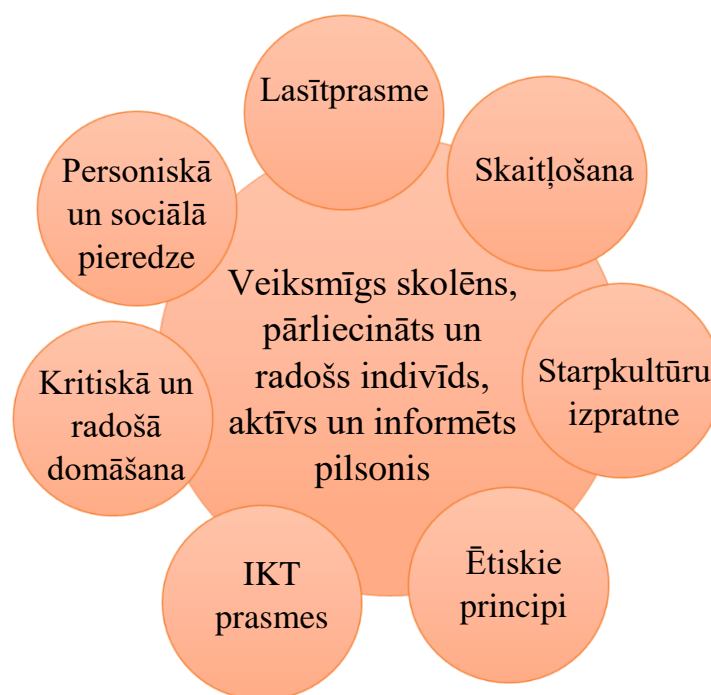 Lasītprasme
Skaitļošana
Starpkultūru
izpratne
Ētiskie
principi
IKT
prasmes
Kritiskā un
radošā
domāšana
Personiskā
un sociālā
pieredze
Veiksmīgs skolēns,
pārliecināts un
radošs indivīds,
aktīvs un informēts
pilsonis